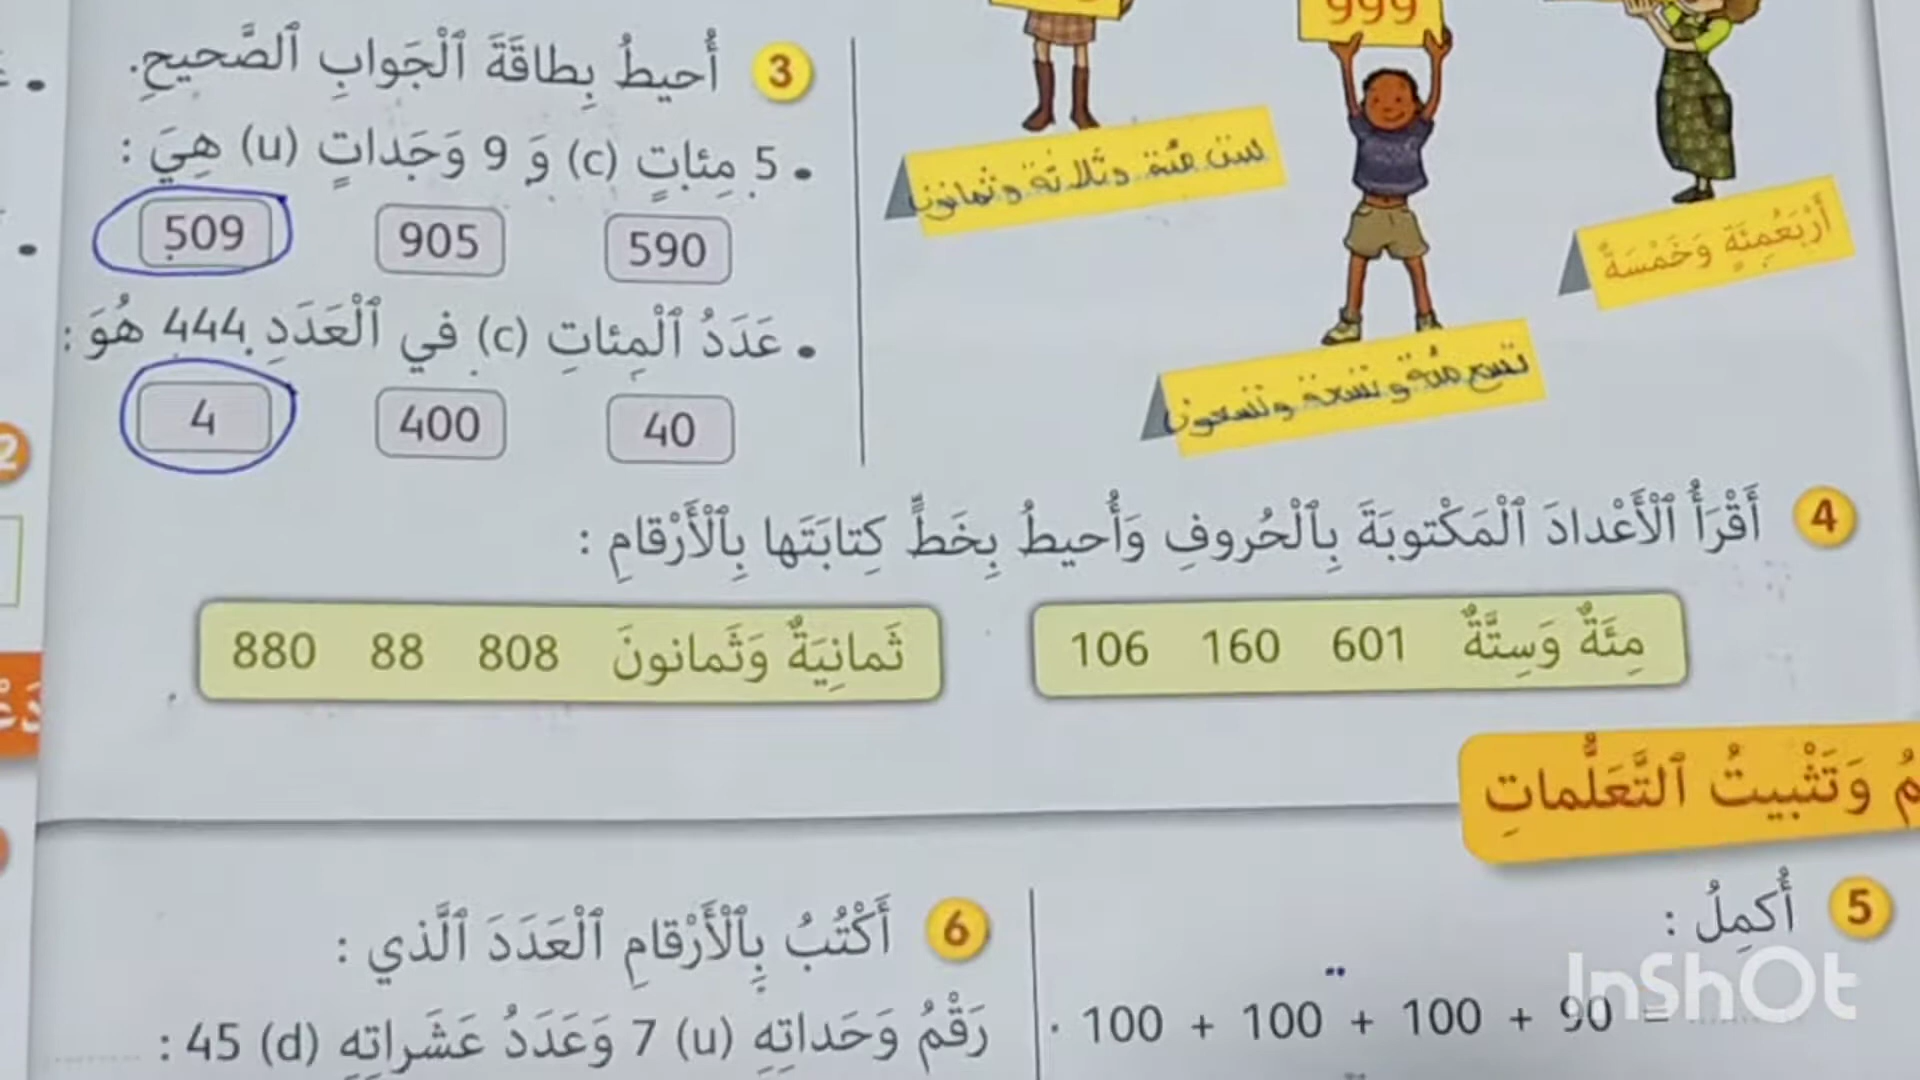 999
ست مئة وثلاثة وثمانون
أَرْبَعُمِئَةٍ وَخَمْسَةٌ
تسع مئة وتسعة وتسعون
3 أُحيطُ بِطاقَةَ ٱلْجَوابِ ٱلصَّحيحِ.
• 5 مِئاتٍ (c) وَ 9 وَحَداتٍ (u) هِيَ :
590 905 509
• عَدَدُ ٱلْمِئاتِ (c) في ٱلْعَدَدِ 444 هُوَ :
40 400 4
4 أَقْرَأُ ٱلْأَعْدادَ ٱلْمَكْتوبَةَ بِٱلْحُروفِ وَأُحيطُ بِخَطٍّ كِتابَتَها بِٱلْأَرْقامِ :
مِئَةٌ وَسِتَّةٌ 601 160 106
ثَمانِيَةٌ وَثَمانونَ 808 88 880
وَتَثْبيتُ ٱلتَّعَلُّماتِ
5 أُكمِلُ :
100 + 100 + 100 + 90 = ........
6 أَكْتُبُ بِٱلْأَرْقامِ ٱلْعَدَدَ ٱلَّذي :
رَقْمُ وَحَداتِهِ (u) 7 وَعَدَدُ عَشَراتِهِ (d) 45 : ........
2
InShOt